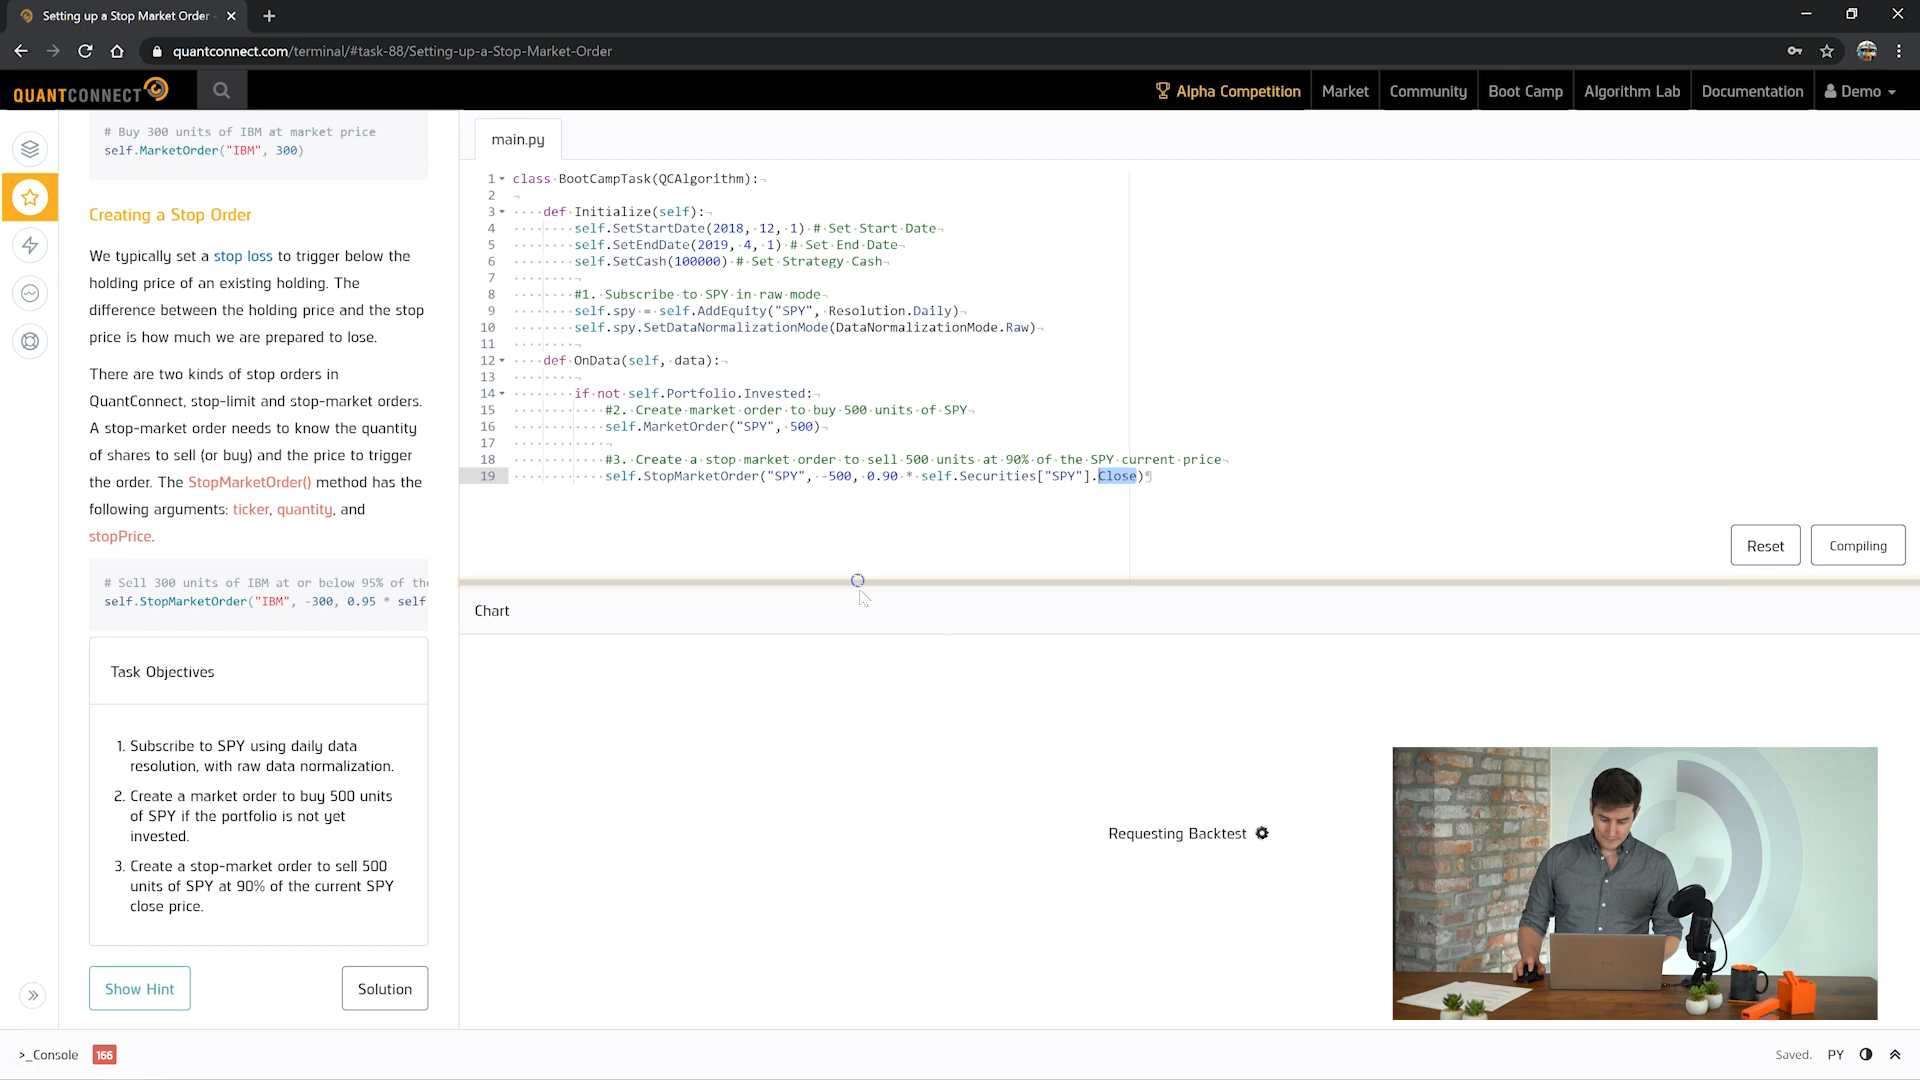 Setting up a Stop Market Order -
quantconnect.com/terminal/#task-88/Setting-up-a-Stop-Market-Order
QUANTCONNECT
Alpha Competition
Market
Community
Boot Camp
Algorithm Lab
Documentation
Demo
# Buy 300 units of IBM at market price
self.MarketOrder("IBM", 300)
Creating a Stop Order
We typically set a stop loss to trigger below the
holding price of an existing holding. The
difference between the holding price and the stop
price is how much we are prepared to lose.
There are two kinds of stop orders in
QuantConnect, stop-limit and stop-market orders.
A stop-market order needs to know the quantity
of shares to sell (or buy) and the price to trigger
the order. The StopMarketOrder() method has the
following arguments: ticker, quantity, and
stopPrice.
# Sell 300 units of IBM at or below 95% of the
self.StopMarketOrder("IBM", -300, 0.95 * self
Task Objectives
1. Subscribe to SPY using daily data
resolution, with raw data normalization.
2. Create a market order to buy 500 units
of SPY if the portfolio is not yet
invested.
3. Create a stop-market order to sell 500
units of SPY at 90% of the current SPY
close price.
Show Hint
Solution
main.py
1 class BootCampTask(QCAlgorithm):
2
3 def Initialize(self):
4 self.SetStartDate(2018, 12, 1) # Set Start Date
5 self.SetEndDate(2019, 4, 1) # Set End Date
6 self.SetCash(100000) # Set Strategy Cash
7
8 #1. Subscribe to SPY in raw mode
9 self.spy = self.AddEquity("SPY", Resolution.Daily)
10 self.spy.SetDataNormalizationMode(DataNormalizationMode.Raw)
11
12 def OnData(self, data):
13
14 if not self.Portfolio.Invested:
15 #2. Create market order to buy 500 units of SPY
16 self.MarketOrder("SPY", 500)
17
18 #3. Create a stop market order to sell 500 units at 90% of the SPY current price
19 self.StopMarketOrder("SPY", -500, 0.90 * self.Securities["SPY"].Close)
Reset
Compiling
Chart
Requesting Backtest
>_Console
166
Saved.
PY